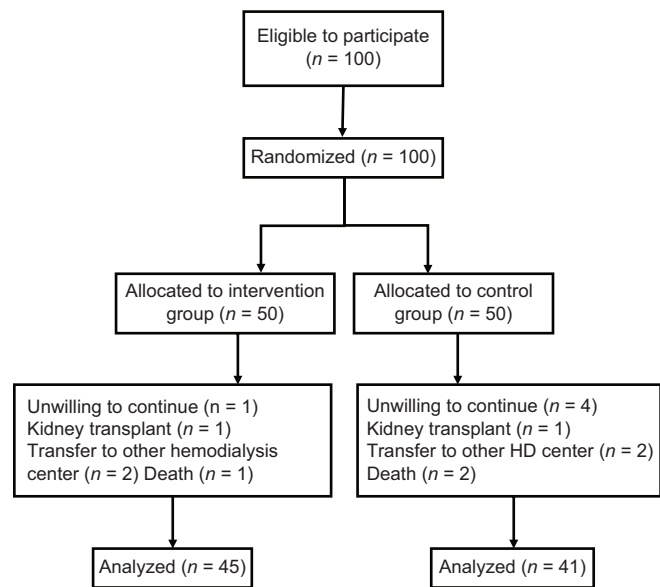 Eligible to participate
(n = 100)
Randomized (n = 100)
Allocated to intervention
group (n = 50)
Allocated to control
group (n = 50)
Unwilling to continue (n = 1)
Kidney transplant (n = 1)
Transfer to other hemodialysis
center (n = 2) Death (n = 1)
Unwilling to continue (n = 4)
Kidney transplant (n = 1)
Transfer to other HD center (n = 2)
Death (n = 2)
Analyzed (n = 45)
Analyzed (n = 41)